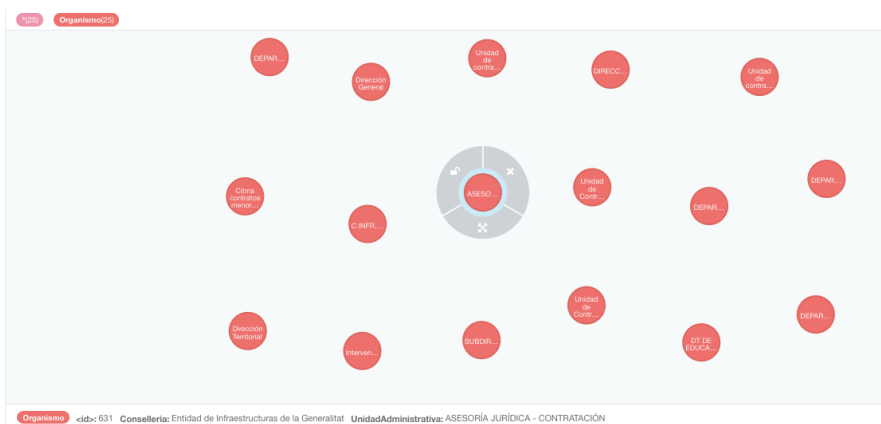 *(25) Organismo(25)
DEPAR...
Dirección
General
Unidad
de
contra...
DIRECC...
Unidad
de
contra...
Citma
contratos
menor...
C.INFR....
ASESO...
Unidad
de
Contr...
DEPAR...
DEPAR...
Dirección
Territorial
Interven...
SUBDIR...
Unidad
de
Contr...
DT DE
EDUCA...
DEPAR...
Organismo <id>: 631 Conselleria: Entidad de Infraestructuras de la Generalitat UnidadAdministrativa: ASESORÍA JURÍDICA - CONTRATACIÓN